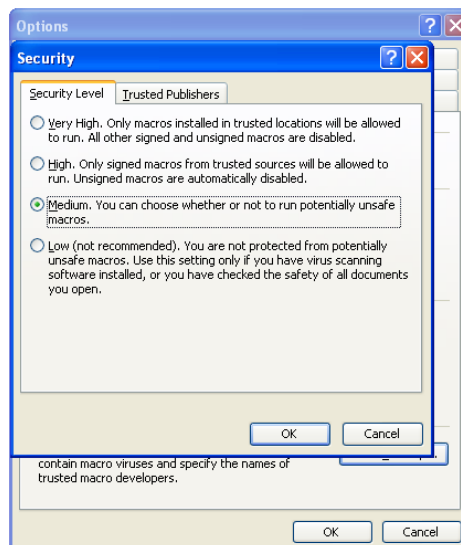 Options
Security
Security Level
Trusted Publishers
Very High. Only macros installed in trusted locations will be allowed
to run. All other signed and unsigned macros are disabled.
High. Only signed macros from trusted sources will be allowed to
run. Unsigned macros are automatically disabled.
Medium. You can choose whether or not to run potentially unsafe
macros.
Low (not recommended). You are not protected from potentially
unsafe macros. Use this setting only if you have virus scanning
software installed, or you have checked the safety of all documents
you open.
OK
Cancel
contain macro viruses and specify the names of
trusted macro developers.
OK
Cancel